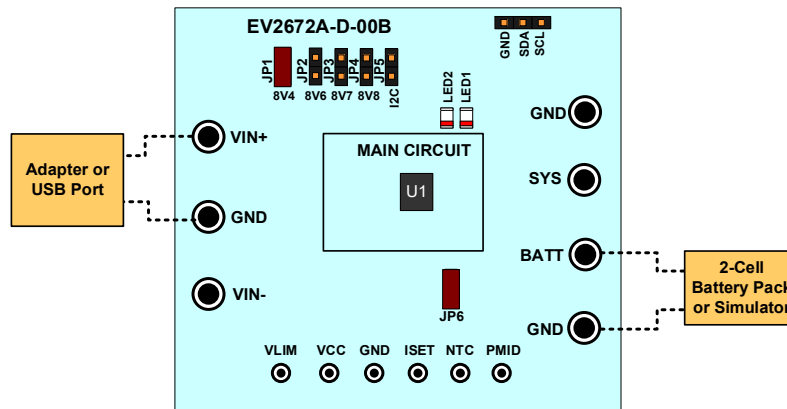 EV2672A-D-00B
GND
SDA
SCL
JP1
JP2
JP3
JP4
JP5
8V4
8V6
8V7
8V8
I2C
LED2
LED1
Adapter or
USB Port
VIN+
GND
VIN-
MAIN CIRCUIT
U1
GND
SYS
BATT
GND
2-Cell
Battery Pack
or Simulator
JP6
VLIM
VCC
GND
ISET
NTC
PMID